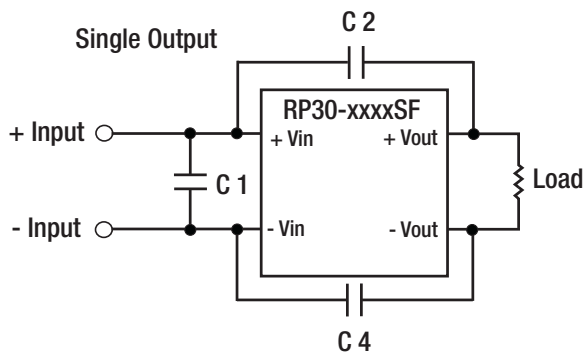 C 2
Single Output
RP30-xxxxSF
+ Input
+ Vin
+ Vout
C 1
Load
- Input
- Vin
- Vout
C 4